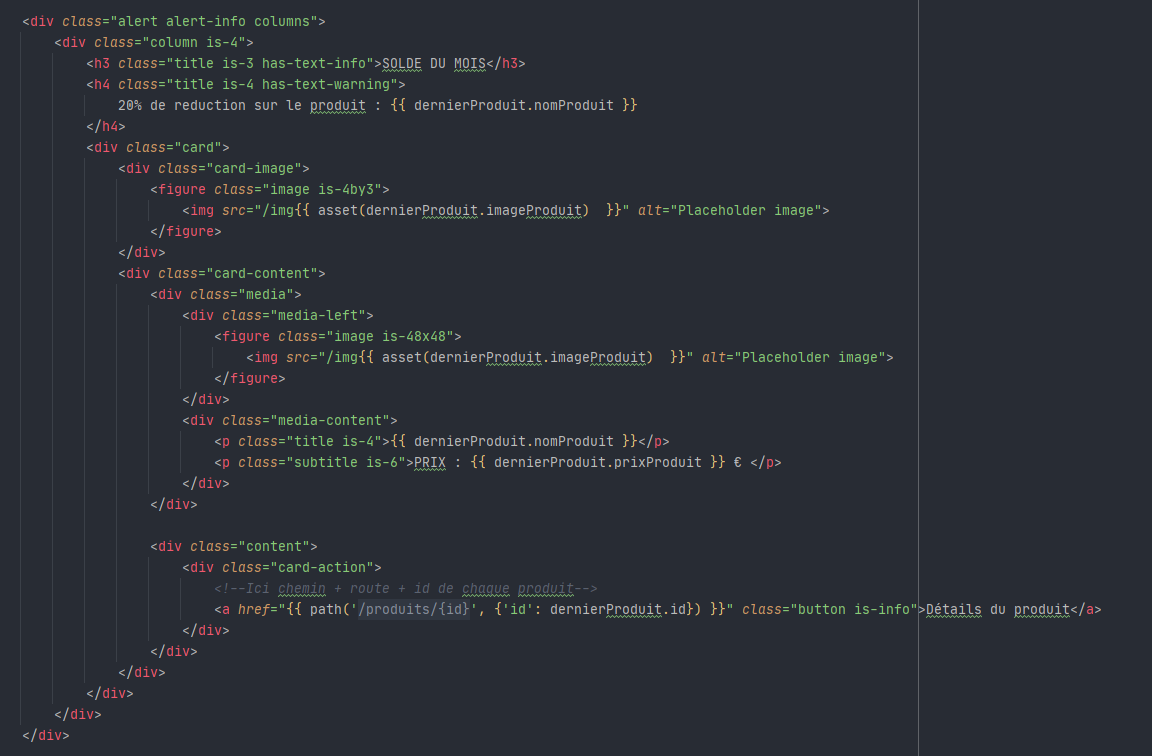 <div class="alert alert-info columns">
<div class="column is-4">
<h3 class="title is-3 has-text-info">SOLDE DU MOIS</h3>
<h4 class="title is-4 has-text-warning">
20% de reduction sur le produit : {{ dernierProduit.nomProduit }}
</h4>
<div class="card">
<div class="card-image">
<figure class="image is-4by3">
<img src="/img{{ asset(dernierProduit.imageProduit)  }}" alt="Placeholder image">
</figure>
</div>
<div class="card-content">
<div class="media">
<div class="media-left">
<figure class="image is-48x48">
<img src="/img{{ asset(dernierProduit.imageProduit)  }}" alt="Placeholder image">
</figure>
</div>
<div class="media-content">
<p class="title is-4">{{ dernierProduit.nomProduit }}</p>
<p class="subtitle is-6">PRIX : {{ dernierProduit.prixProduit }} € </p>
</div>
</div>
<div class="content">
<div class="card-action">
<!--Ici chemin + route + id de chaque produit-->
<a href="{{ path('/produits/{id}', {'id': dernierProduit.id}) }}" class="button is-info">Détails du produit</a>
</div>
</div>
</div>
</div>
</div>
</div>